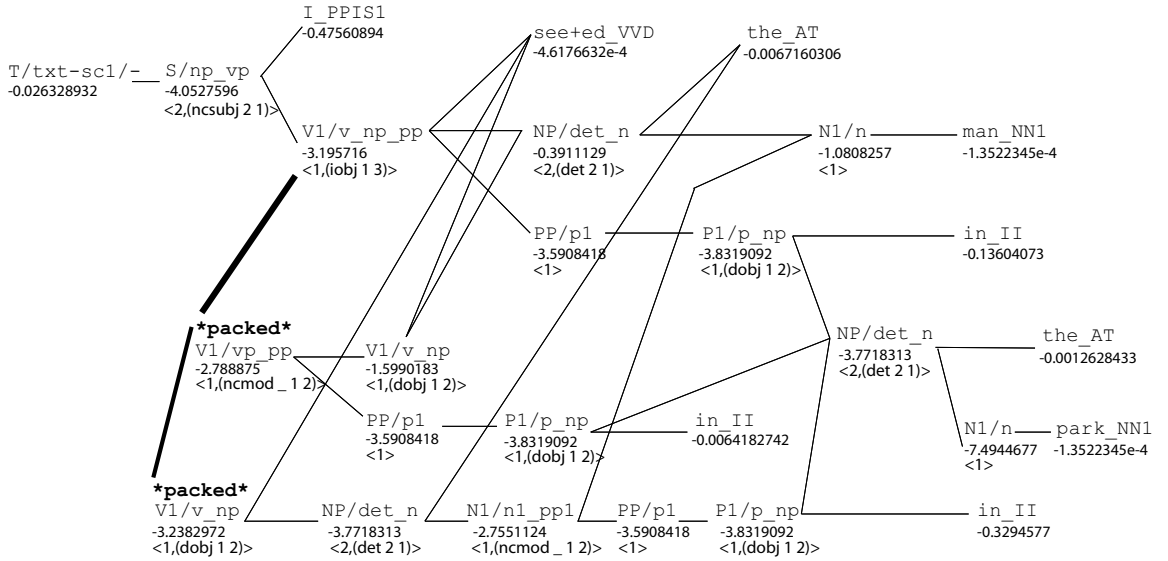 I_PPIS1
-0.47560894
see+ed_VVD
-4.6176632e-4
the_AT
-0.0067160306
T/txt-sc1/-
-0.026328932
S/np_vp
-4.0527596
<2,(ncsubj 2 1)>
V1/v_np_pp
-3.195716
<1,(iobj 1 3)>
NP/det_n
-0.3911129
<2,(det 2 1)>
N1/n
-1.0808257
<1>
man_NN1
-1.3522345e-4
PP/p1
-3.5908418
<1>
P1/p_np
-3.8319092
<1,(dobj 1 2)>
in_II
-0.13604073
*packed*
V1/vp_pp
-2.788875
<1,(ncmod _ 1 2)>
V1/v_np
-1.5990183
<1,(dobj 1 2)>
NP/det_n
-3.7718313
<2,(det 2 1)>
the_AT
-0.0012628433
PP/p1
-3.5908418
<1>
P1/p_np
-3.8319092
<1,(dobj 1 2)>
in_II
-0.0064182742
N1/n
-7.4944677
<1>
park_NN1
-1.3522345e-4
*packed*
V1/v_np
-3.2382972
<1,(dobj 1 2)>
NP/det_n
-3.7718313
<2,(det 2 1)>
N1/n1_pp1
-2.7551124
<1,(ncmod _ 1 2)>
PP/p1
-3.5908418
<1>
P1/p_np
-3.8319092
<1,(dobj 1 2)>
in_II
-0.3294577